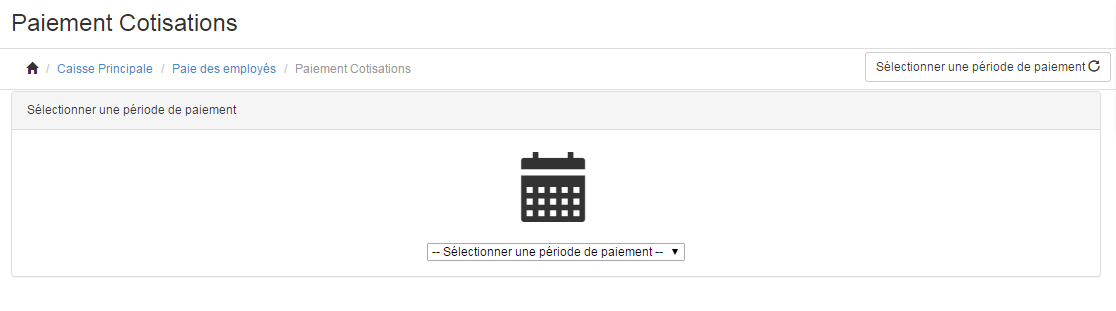 Paiement Cotisations
/ Caisse Principale / Paie des employés / Paiement Cotisations
Sélectionner une période de paiement
Sélectionner une période de paiement
-- Sélectionner une période de paiement --